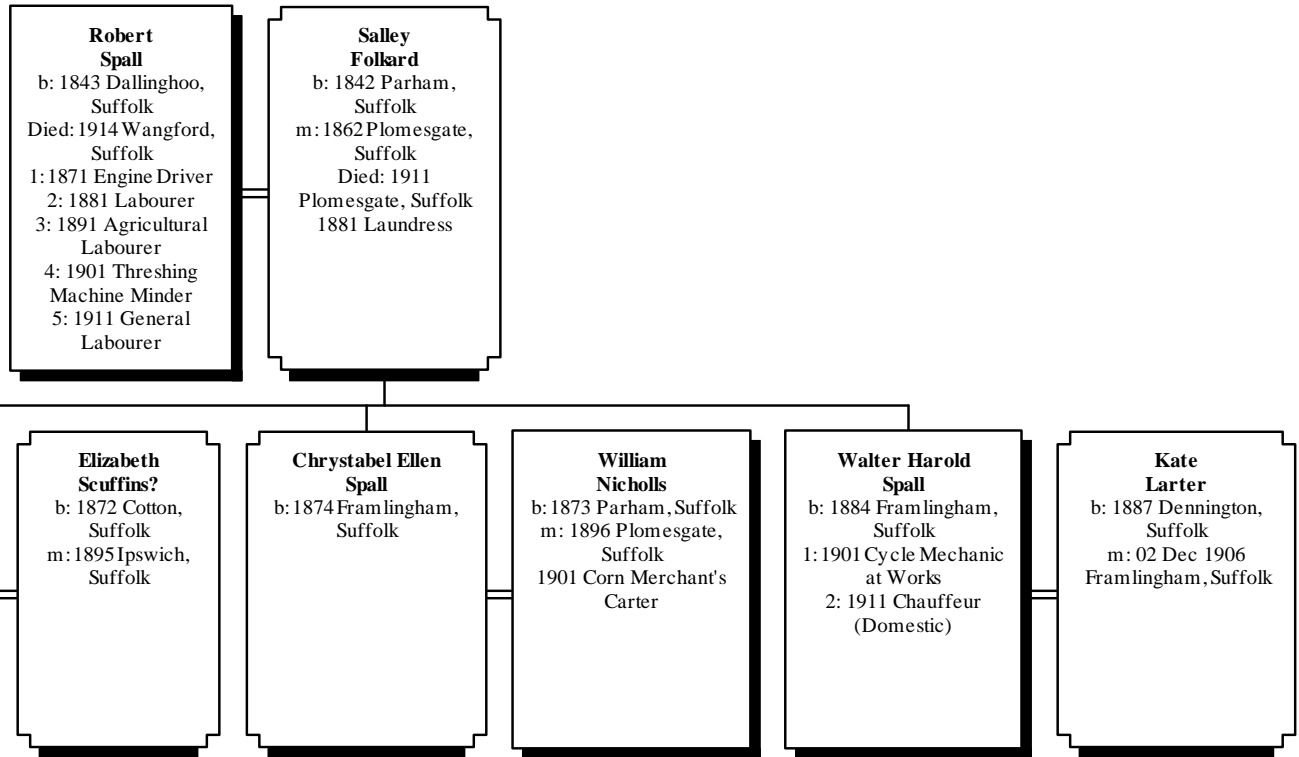 Robert
Spall
b: 1843 Dallinghoo,
Suffolk
Died: 1914 Wangford,
Suffolk
1: 1871 Engine Driver
2: 1881 Labourer
3: 1891 Agricultural
Labourer
4: 1901 Threshing
Machine Minder
5: 1911 General
Labourer
Salley
Folkard
b: 1842 Parham,
Suffolk
m: 1862 Plomesgate,
Suffolk
Died: 1911
Plomesgate, Suffolk
1881 Laundress
Elizabeth
Scuffins?
b: 1872 Cotton,
Suffolk
m: 1895 Ipswich,
Suffolk
Chrystabel Ellen
Spall
b: 1874 Framlingham,
Suffolk
William
Nicholls
b: 1873 Parham, Suffolk
m: 1896 Plomesgate,
Suffolk
1901 Corn Merchant's
Carter
Walter Harold
Spall
b: 1884 Framlingham,
Suffolk
1: 1901 Cycle Mechanic
at Works
2: 1911 Chauffeur
(Domestic)
Kate
Larter
b: 1887 Dennington,
Suffolk
m: 02 Dec 1906
Framlingham, Suffolk